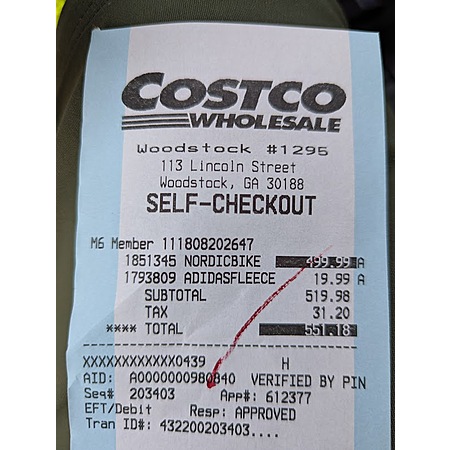 COSTCO
WHOLESALE
Woodstock #1295
113 Lincoln Street
Woodstock, GA 30188
SELF-CHECKOUT
M6 Member 111808202647
1851345 NORDICBIKE 499.99 A
1793809 ADIDASFLEECE 19.99 A
SUBTOTAL 519.98
TAX 31.20
**** TOTAL 551.18
XXXXXXXXXXXX0439 H
AID: A0000000980840 VERIFIED BY PIN
Seq# 203403 App#: 612377
EFT/Debit Resp: APPROVED
Tran ID#: 432200203403....